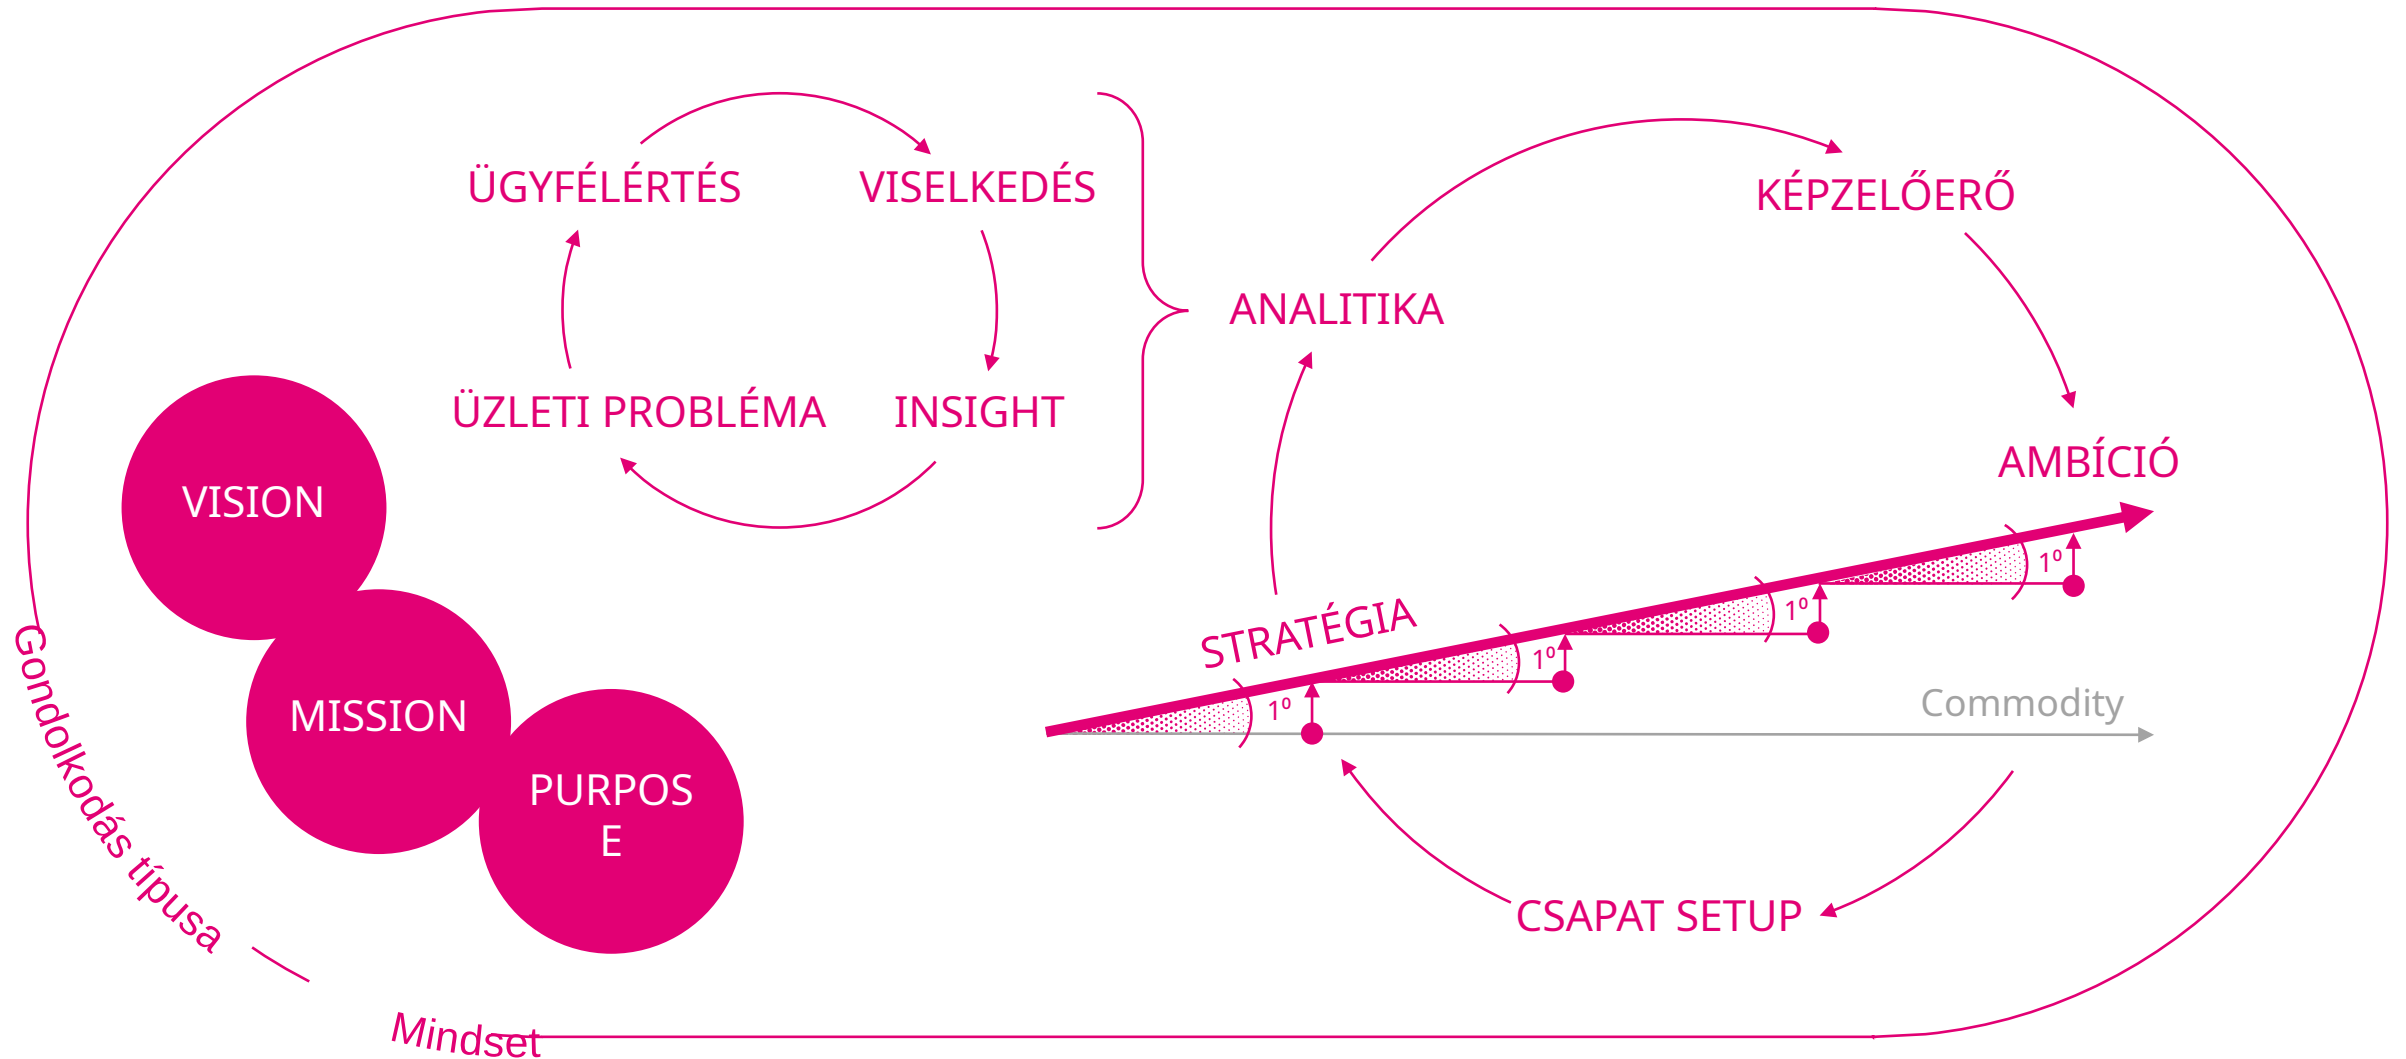 ÜGYFÉLÉRTÉS
VISELKEDÉS
ÜZLETI PROBLÉMA
INSIGHT
ANALITIKA
KÉPZELŐERŐ
AMBÍCIÓ
VISION
MISSION
PURPOS
E
STRATÉGIA
1⁰
1⁰
1⁰
1⁰
Commodity
CSAPAT SETUP
Gondolkodás típusa
Mindset